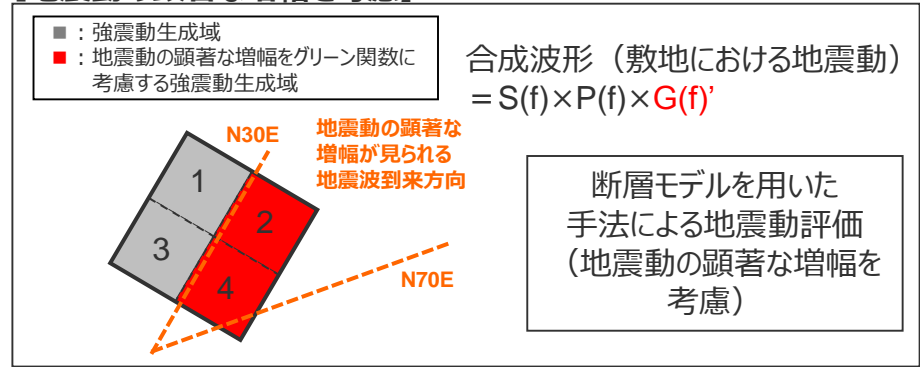 ■：強震動生成域
■：地震動の顕著な増幅をグリーン関数に
考慮する強震動生成域
合成波形（敷地における地震動）
＝S(f)×P(f)×G(f)’
N30E
地震動の顕著な
増幅が見られる
地震波到来方向
1
2
3
4
N70E
断層モデルを用いた
手法による地震動評価
（地震動の顕著な増幅を
考慮）